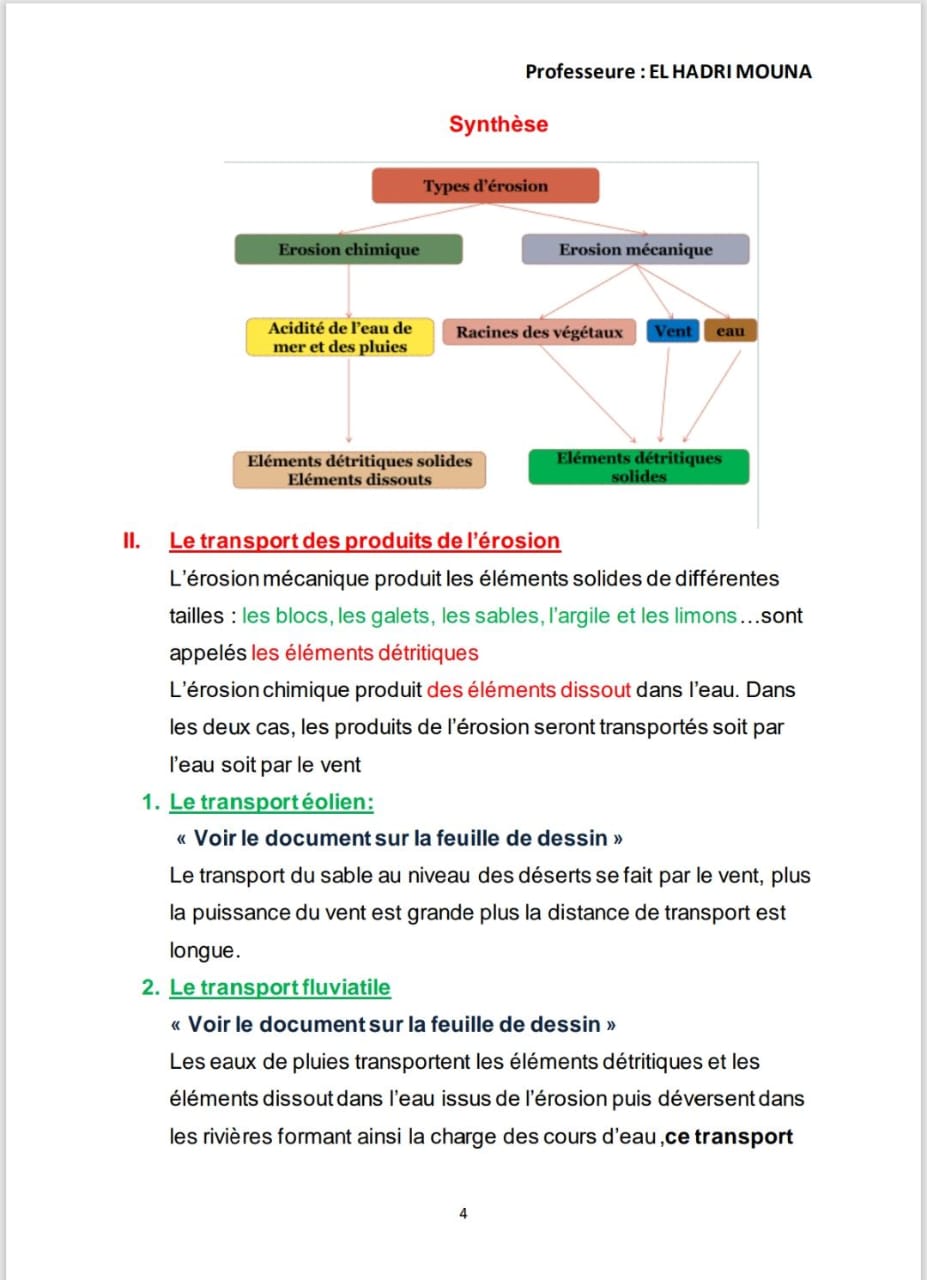 Professeure : EL HADRI MOUNA
Synthèse
Types d'érosion
Erosion chimique
Erosion mécanique
Acidité de l'eau de
mer et des pluies
Racines des végétaux
Vent
eau
Eléments détritiques solides
Eléments dissouts
Eléments détritiques
solides
II. Le transport des produits de l'érosion
L'érosion mécanique produit les éléments solides de différentes
tailles : les blocs, les galets, les sables, l'argile et les limons…sont
appelés les éléments détritiques
L'érosion chimique produit des éléments dissout dans l'eau. Dans
les deux cas, les produits de l'érosion seront transportés soit par
l'eau soit par le vent
1. Le transport éolien:
« Voir le document sur la feuille de dessin »
Le transport du sable au niveau des déserts se fait par le vent, plus
la puissance du vent est grande plus la distance de transport est
longue.
2. Le transport fluviatile
« Voir le document sur la feuille de dessin »
Les eaux de pluies transportent les éléments détritiques et les
éléments dissout dans l'eau issus de l'érosion puis déversent dans
les rivières formant ainsi la charge des cours d'eau ,ce transport
4